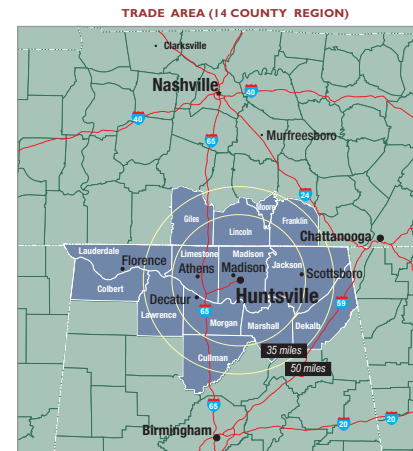 TRADE AREA (14 COUNTY REGION)
Clarksville
Nashville
40
40
65
Murfreesboro
24
Giles
Moore
Lincoln
Franklin
Chattanooga
Lauderdale
Limestone
Madison
Florence
Athens
Madison
Jackson
Scottsboro
Colbert
Huntsville
Decatur
59
Lawrence
65
Morgan
Marshall
Dekalb
35 miles
Cullman
50 miles
65
Birmingham
20
20